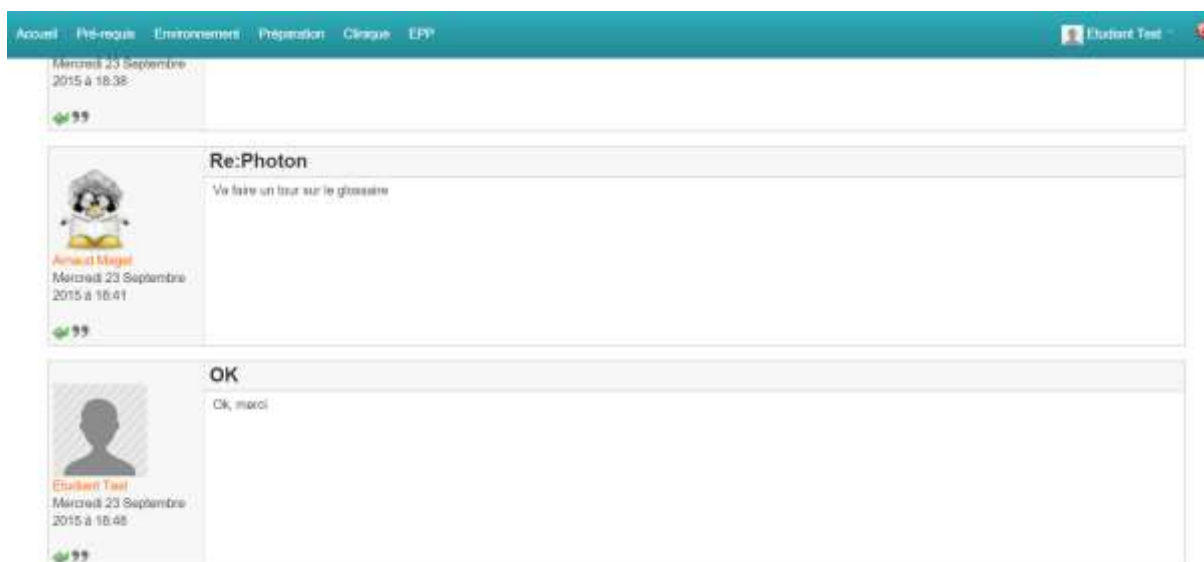 Accueil Pré-requis Environnement Préparation Clinique EPP Etudiant Test
Mercredi 23 Septembre
2015 à 18:38
Re:Photon
Va faire un tour sur le glossaire
Arnaud Maget
Mercredi 23 Septembre
2015 à 18:41
OK
Ok, merci
Etudiant Test
Mercredi 23 Septembre
2015 à 18:48